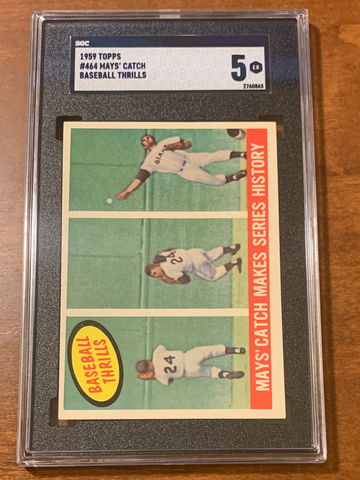 SGC
1959 TOPPS
#464 MAYS' CATCH
BASEBALL THRILLS
5 EX
2760865
GIANTS
24
24
BASEBALL
THRILLS
MAYS' CATCH MAKES SERIES HISTORY